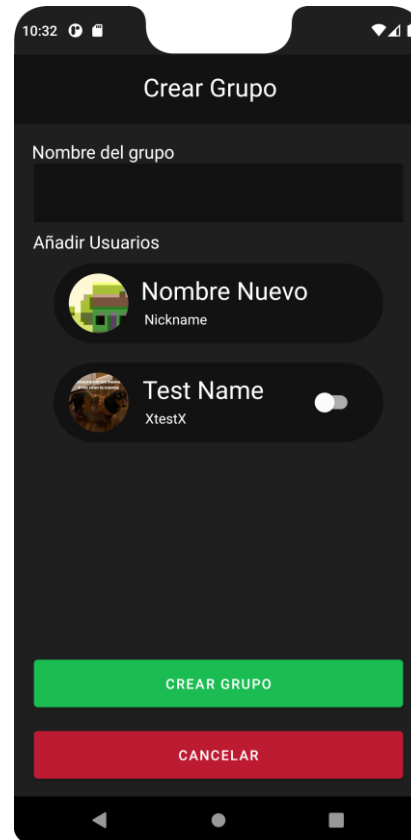 10:32
Crear Grupo
Nombre del grupo
Añadir Usuarios
Nombre Nuevo
Nickname
Test Name
XtestX
CREAR GRUPO
CANCELAR